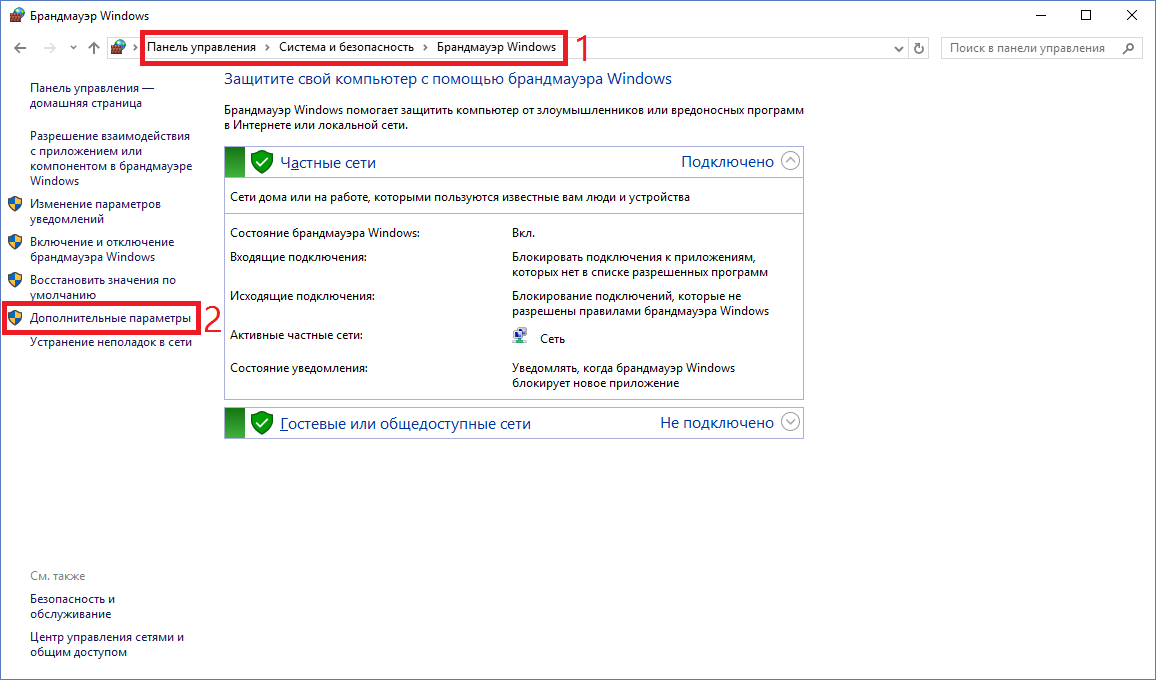 Брандмауэр Windows
Панель управления › Система и безопасность › Брандмауэр Windows
1
Поиск в панели управления
Панель управления —
домашняя страница
Разрешение взаимодействия
с приложением или
компонентом в брандмауэре
Windows
Изменение параметров
уведомлений
Включение и отключение
брандмауэра Windows
Восстановить значения по
умолчанию
Дополнительные параметры
2
Устранение неполадок в сети
Защитите свой компьютер с помощью брандмауэра Windows
Брандмауэр Windows помогает защитить компьютер от злоумышленников или вредоносных программ
в Интернете или локальной сети.
Частные сети
Подключено
Сети дома или на работе, которыми пользуются известные вам люди и устройства
Состояние брандмауэра Windows:
Вкл.
Входящие подключения:
Блокировать подключения к приложениям,
которых нет в списке разрешенных программ
Исходящие подключения:
Блокирование подключений, которые не
разрешены правилами брандмауэра Windows
Активные частные сети:
Сеть
Состояние уведомления:
Уведомлять, когда брандмауэр Windows
блокирует новое приложение
Гостевые или общедоступные сети
Не подключено
См. также
Безопасность и
обслуживание
Центр управления сетями и
общим доступом